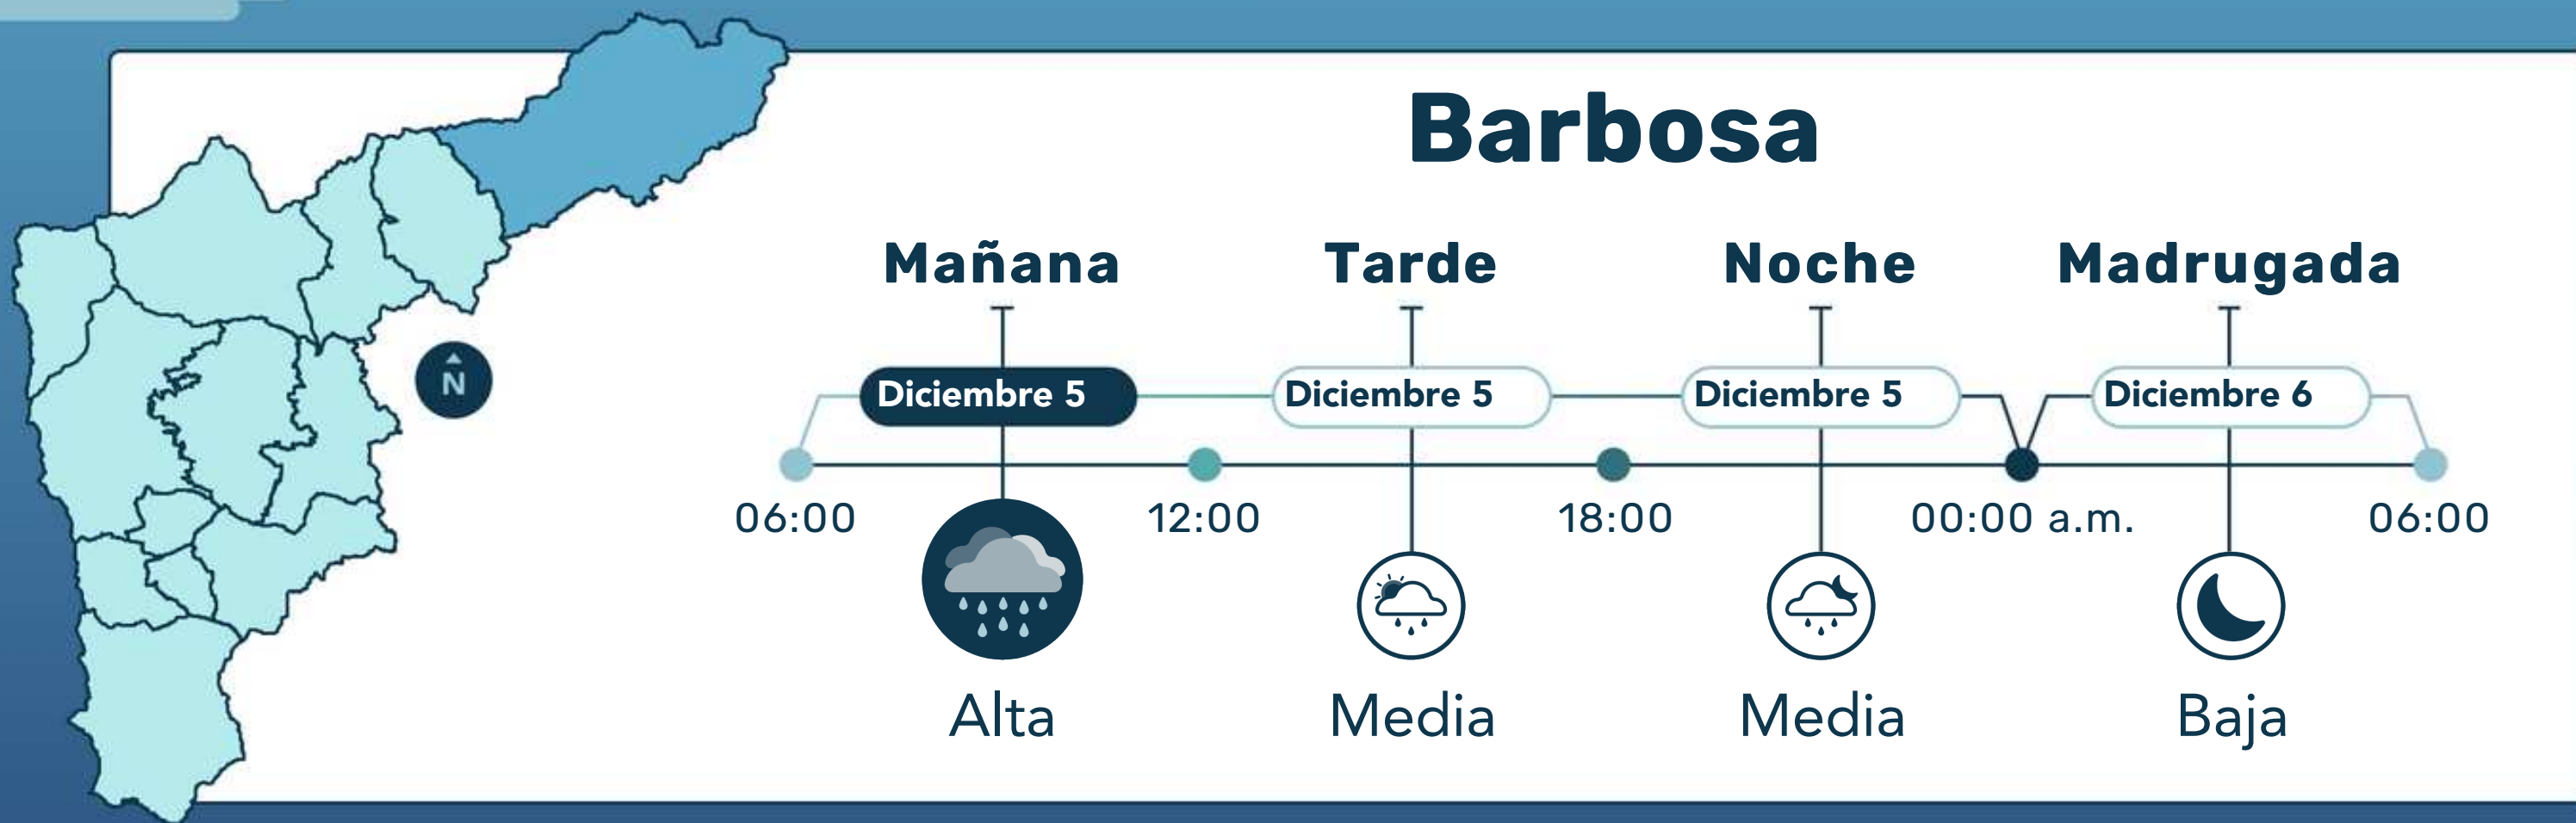 Barbosa
Mañana Tarde Noche Madrugada
N
Diciembre 5 Diciembre 5 Diciembre 5 Diciembre 6
06:00 12:00 18:00 00:00 a.m. 06:00
Alta Media Media Baja